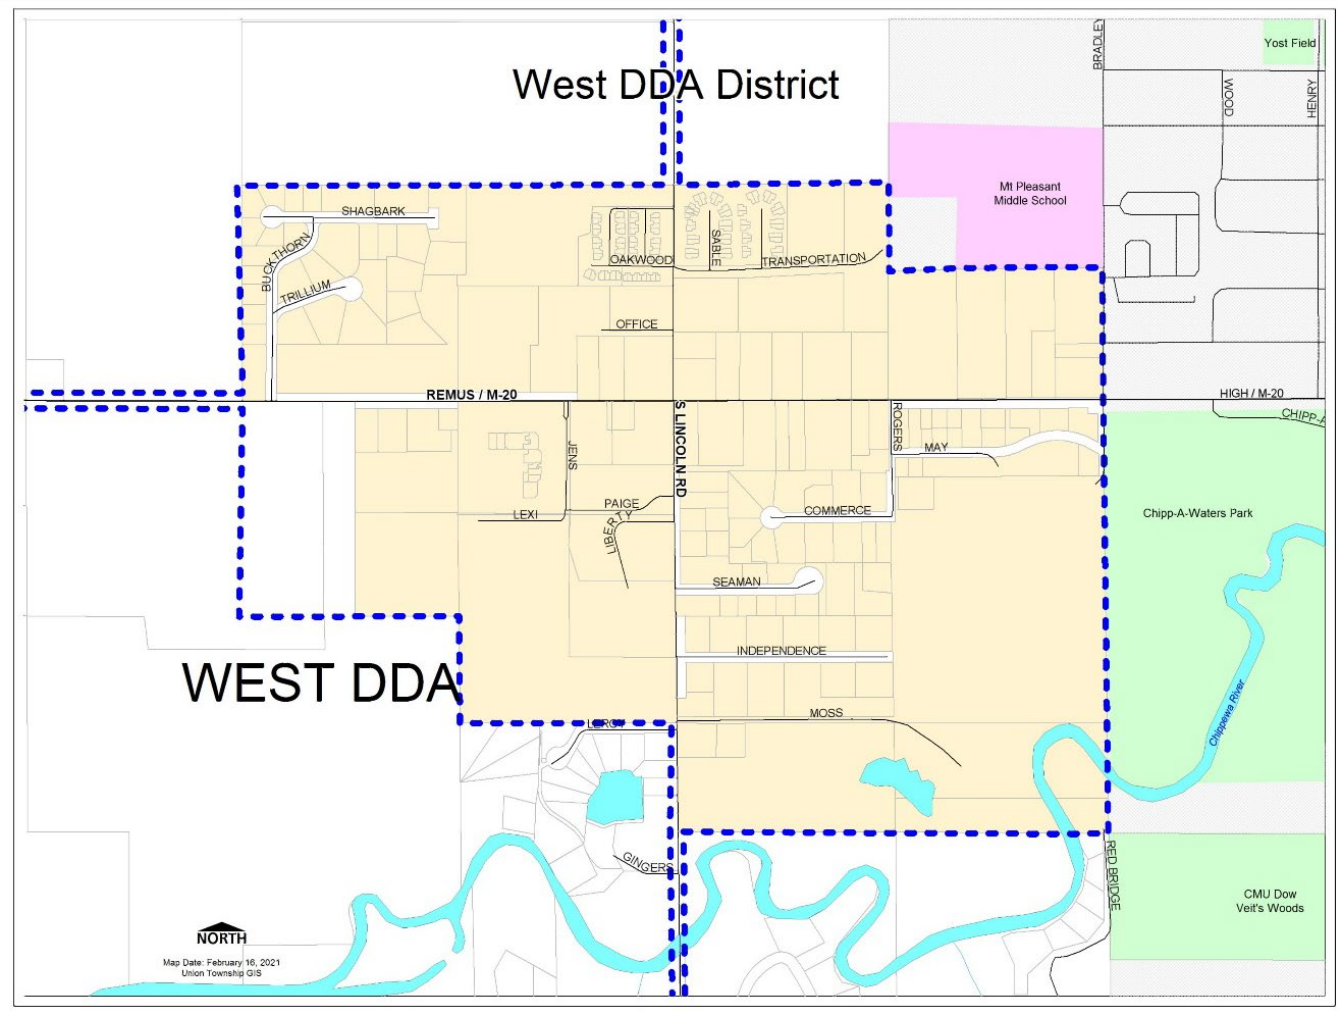 BRADLEY
Yost Field
West DDA District
WOOD
HENRY
Mt Pleasant
Middle School
SHAGBARK
BUCKTHORN
SABLE
OAKWOOD
TRANSPORTATION
TRILLIUM
OFFICE
REMUS / M-20
HIGH / M-20
S LINCOLN RD
ROGERS
CHIPP-A
JENS
MAY
PAIGE
LEXI
LIBERTY
COMMERCE
Chipp-A-Waters Park
SEAMAN
INDEPENDENCE
WEST DDA
MOSS
LEROY
Chippewa River
GINGERS
RED BRIDGE
CMU Dow
Veit's Woods
NORTH
Map Date: February 16, 2021
Union Township GIS